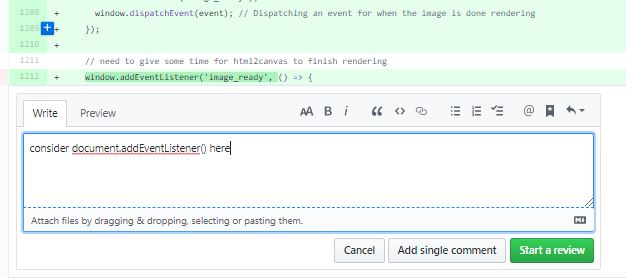 1208 + window.dispatchEvent(event); // Dispatching an event for when the image is done rendering
1209 + });
1210 +
1211 // need to give some time for html2canvas to finish rendering
1212 + window.addEventListener('image_ready', () => {
Write Preview AA B i
consider document.addEventListener() here
Attach files by dragging & dropping, selecting or pasting them.
Cancel Add single comment Start a review